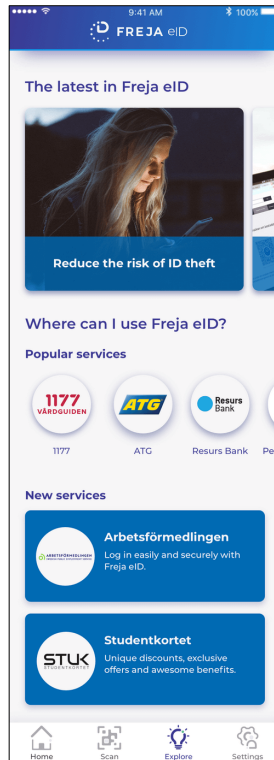 9:41 AM
100%
FREJA eID
The latest in Freja eID
Reduce the risk of ID theft
Where can I use Freja eID?
Popular services
1177
VÅRDGUIDEN
ATG
Resurs
Bank
1177
ATG
Resurs Bank
Pe
New services
ARBETSFÖRMEDLINGEN
Arbetsförmedlingen
Log in easily and securely with
Freja eID.
STUK
STUDENTKORTET
Studentkortet
Unique discounts, exclusive
offers and awesome benefits.
Home
Scan
Explore
Settings